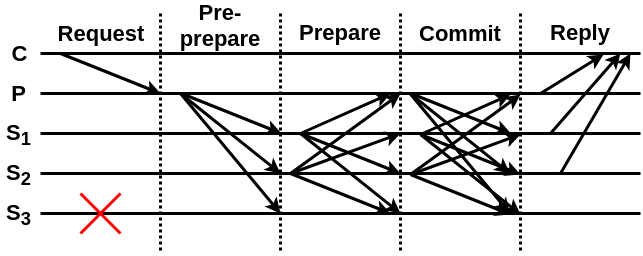 Request
Pre-
prepare
Prepare
Commit
Reply
C
P
S1
S2
S3